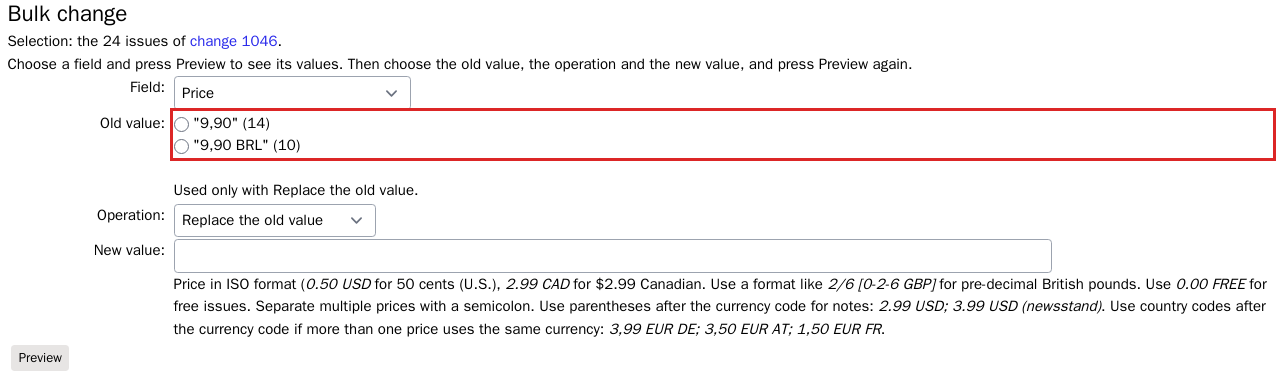 Bulk change
Selection: the 24 issues of change 1046.
Choose a field and press Preview to see its values. Then choose the old value, the operation and the new value, and press Preview again.
Field: Price
Old value: "9,90" (14)
"9,90 BRL" (10)
Used only with Replace the old value.
Operation: Replace the old value
New value:
Price in ISO format (0.50 USD for 50 cents (U.S.), 2.99 CAD for $2.99 Canadian. Use a format like 2/6 [0-2-6 GBP] for pre-decimal British pounds. Use 0.00 FREE for
free issues. Separate multiple prices with a semicolon. Use parentheses after the currency code for notes: 2.99 USD; 3.99 USD (newsstand). Use country codes after
the currency code if more than one price uses the same currency: 3,99 EUR DE; 3,50 EUR AT; 1,50 EUR FR.
Preview